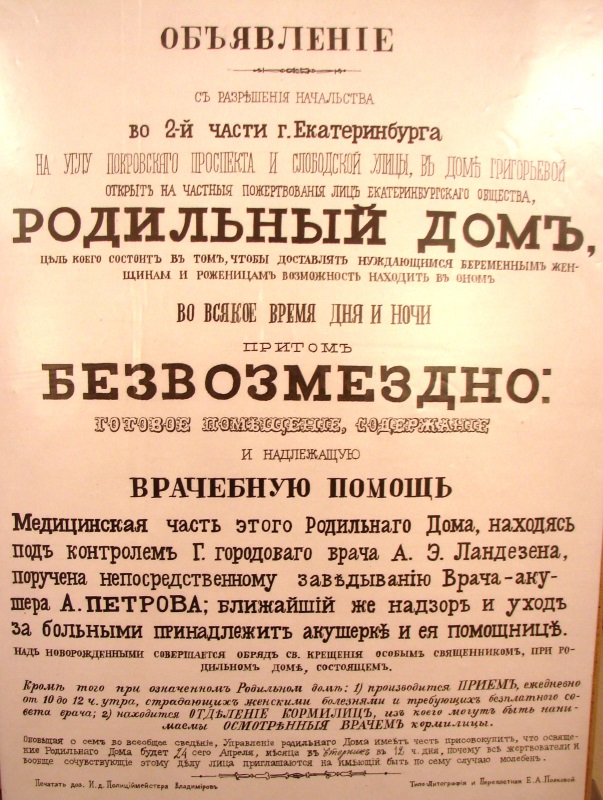 ОБЪЯВЛЕНІЕ
СЪ РАЗРѢШЕНІЯ НАЧАЛЬСТВА
во 2-й части г. Екатеринбурга
НА УГЛУ ПОКРОВСКАГО ПРОСПЕКТА И СЛОБОДСКОЙ УЛИЦЫ, ВЪ ДОМѢ ГРИГОРЬЕВОЙ
ОТКРЫТЪ НА ЧАСТНЫЯ ПОЖЕРТВОВАНІЯ ЛИЦЪ ЕКАТЕРИНБУРГСКАГО ОБЩЕСТВА,
РОДИЛЬНЫЙ ДОМЪ,
ЦѢЛЬ КОЕГО СОСТОИТЪ ВЪ ТОМЪ, ЧТОБЫ ДОСТАВЛЯТЬ НУЖДАЮЩИМСЯ БЕРЕМЕННЫМЪ ЖЕН-
ЩИНАМ И РОЖЕНИЦАМЪ ВОЗМОЖНОСТЬ НАХОДИТЬ ВЪ ОНОМЪ
ВО ВСЯКОЕ ВРЕМЯ ДНЯ И НОЧИ
ПРИТОМЪ
БЕЗВОЗМЕЗДНО:
ГОТОВОЕ ПОМѢЩЕНІЕ, СОДЕРЖАНІЕ
И НАДЛЕЖАЩУЮ
ВРАЧЕБНУЮ ПОМОЩЬ
Медицинская часть этого Родильнаго Дома, находясь
подъ контролемъ Г. городоваго врача А. Э. Ландезена,
поручена непосредственному завѣдыванію Врача-аку-
шера А. ПЕТРОВА; ближайшій же надзоръ и уходъ
за больными принадлежитъ акушеркѣ и ея помощницѣ.
НАДЪ НОВОРОЖДЕННЫМИ СОВЕРШАЕТСЯ ОБРЯДЪ СВ. КРЕЩЕНІЯ ОСОБЫМЪ СВЯЩЕННИКОМЪ, ПРИ РО-
ДИЛЬНОМЪ ДОМѢ, СОСТОЯЩЕМЪ.
Кромѣ того при означенномъ Родильномъ домѣ: 1) производится ПРІЕМЪ, ежедневно
от 10 до 12 ч. утра, страдающихъ женскими болезнями и требующихъ безплатнаго со-
вета врача; 2) находится ОТДѢЛЕНІЕ КОРМИЛИЦЪ, изъ коего могутъ быть нани-
маемы ОСМОТРѢННЫЯ ВРАЧЕМЪ кормилицы.
Оповѣщая о семъ во всеобщее свѣдѣніе, Управленіе родильнаго Дома имѣетъ честь присовокупить, что освяще-
ніе Родильнаго Дома будетъ 24 сего Апрѣля, мѣсяца въ Вторникъ въ 12 ч. дня, почему всѣ жертвователи и
вообще сочувствующіе этому дѣлу лица приглашаются на имѣющій быть по сему случаю молебенъ.
Печатать доз. И. д. Полиціймейстера Владиміровъ
Типо-Литографія и Переплетная Е. А.